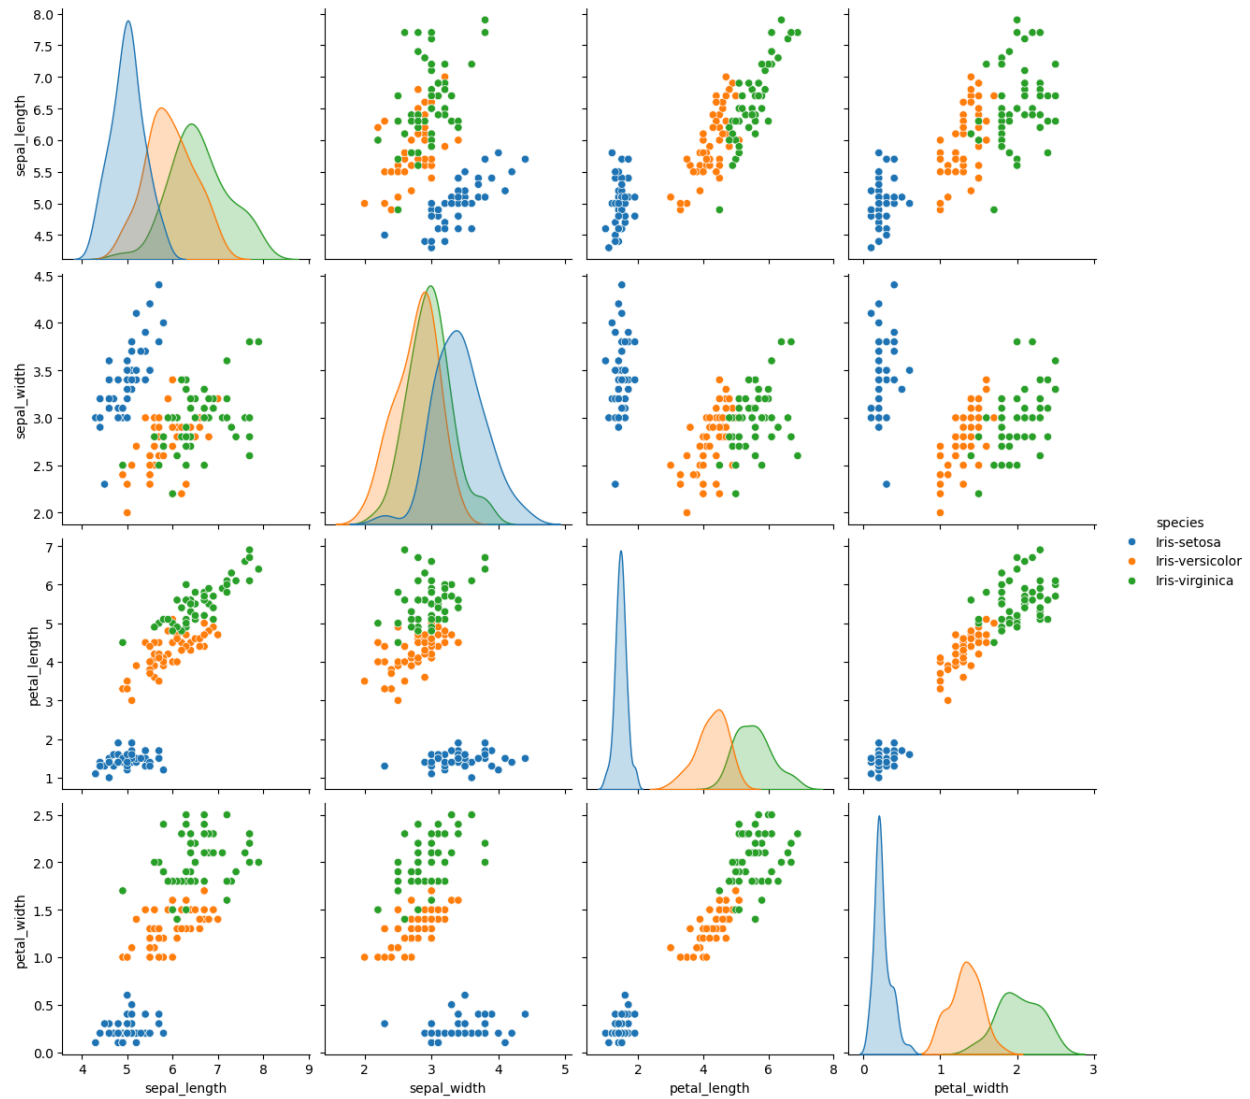 8.0
7.5
7.0
6.5
6.0
5.5
5.0
4.5
sepal_length
4.5
4.0
3.5
3.0
2.5
2.0
sepal_width
7
6
5
4
3
2
1
petal_length
2.5
2.0
1.5
1.0
0.5
0.0
petal_width
4 5 6 7 8 9
sepal_length
2 3 4 5
sepal_width
2 4 6 8
petal_length
0 1 2 3
petal_width
species
Iris-setosa
Iris-versicolor
Iris-virginica